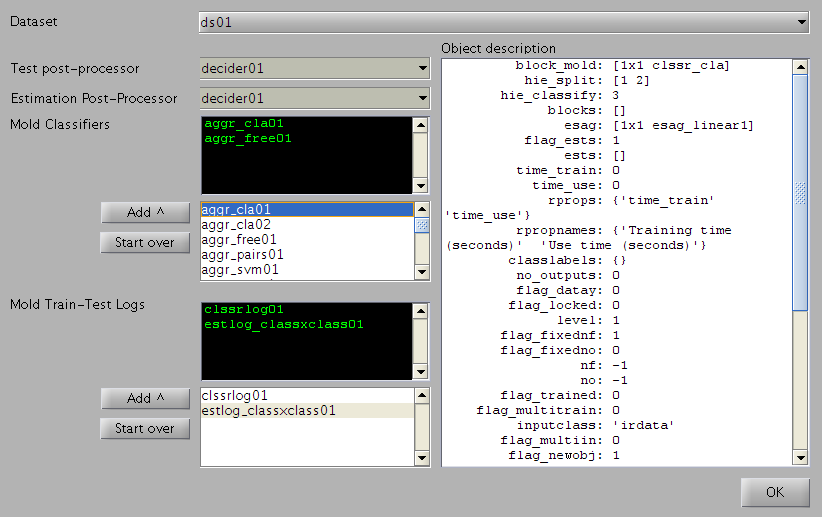 Dataset
ds01
Test post-processor
decider01
Estimation Post-Processor
decider01
Mold Classifiers
aggr_cla01
aggr_free01
Add ^
Start over
aggr_cla01
aggr_cla02
aggr_free01
aggr_pairs01
aggr_svm01
Mold Train-Test Logs
clssrlog01
estlog_classxclass01
Add ^
Start over
clssrlog01
estlog_classxclass01
Object description
block_mold: [1x1 clssr_cla]
hie_split: [1 2]
hie_classify: 3
blocks: []
esag: [1x1 esag_linear1]
flag_ests: 1
ests: []
time_train: 0
time_use: 0
rprops: {'time_train'
'time_use'}
rpropnames: {'Training time
(seconds)'  'Use time (seconds)'}
classlabels: {}
no_outputs: 0
flag_datay: 0
flag_locked: 0
level: 1
flag_fixednf: 1
flag_fixedno: 0
nf: -1
no: -1
flag_trained: 0
flag_multitrain: 0
inputclass: 'irdata'
flag_multiin: 0
flag_newobj: 1
OK